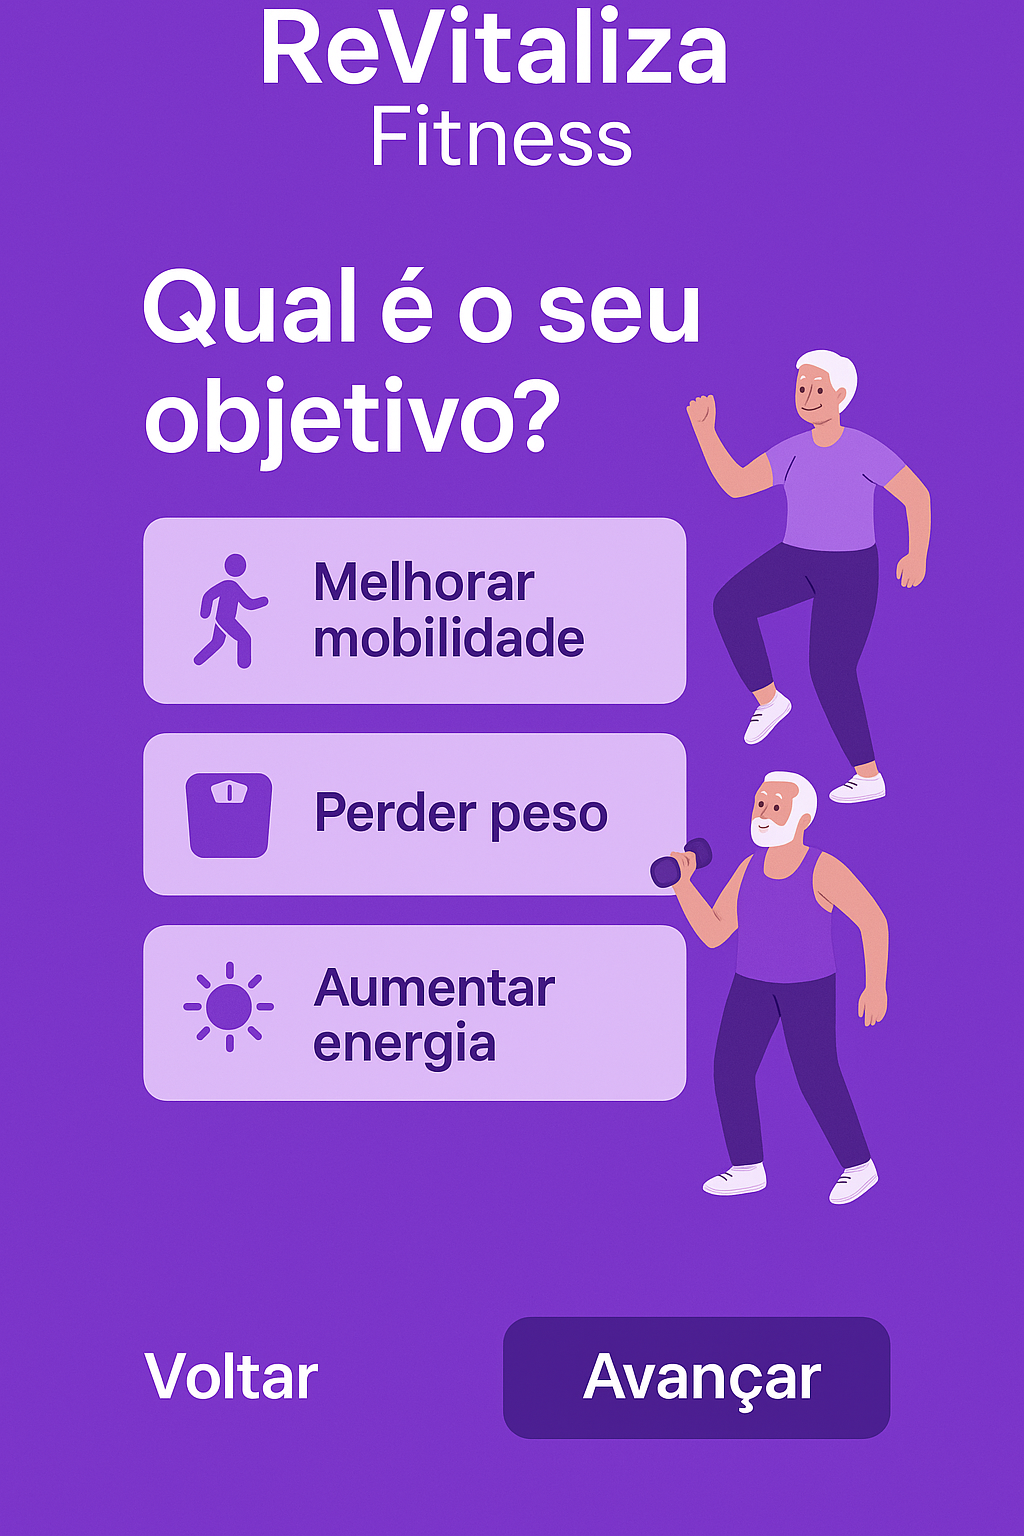 ReVitaliza
Fitness
Qual é o seu
objetivo?
Melhorar
mobilidade
Perder peso
Aumentar
energia
Voltar
Avançar